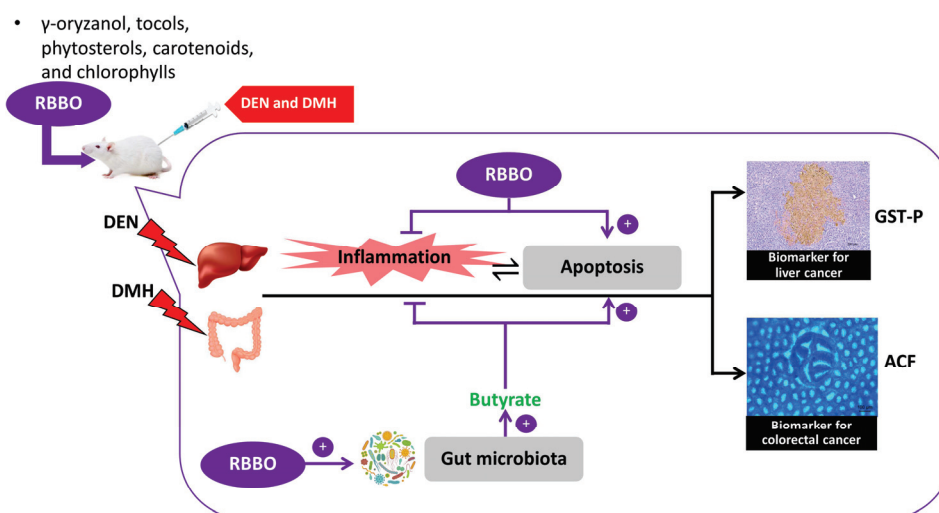 • γ-oryzanol, tocols,
phytosterols, carotenoids,
and chlorophylls
RBBO
DEN and DMH
RBBO
DEN
Inflammation
Apoptosis
+
GST-P
Biomarker for
liver cancer
DMH
+
ACF
Butyrate
+
Biomarker for
colorectal cancer
RBBO
+
Gut microbiota